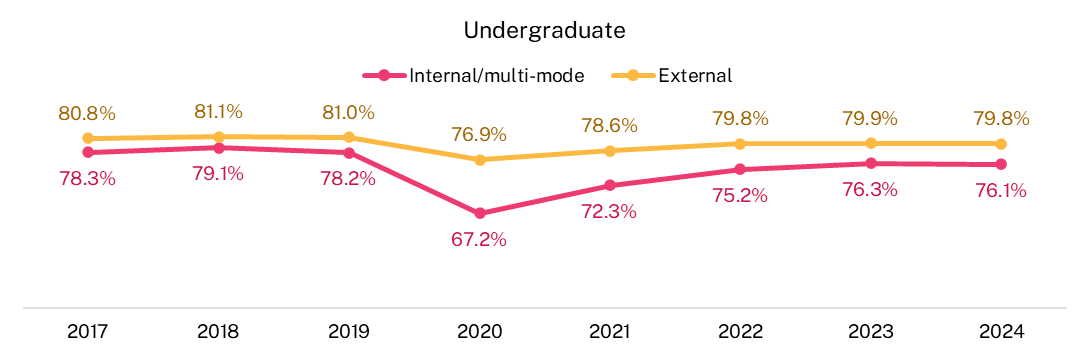 Undergraduate
Internal/multi-mode External
80.8% 81.1% 81.0% 76.9% 78.6% 79.8% 79.9% 79.8%
78.3% 79.1% 78.2% 67.2% 72.3% 75.2% 76.3% 76.1%
2017 2018 2019 2020 2021 2022 2023 2024